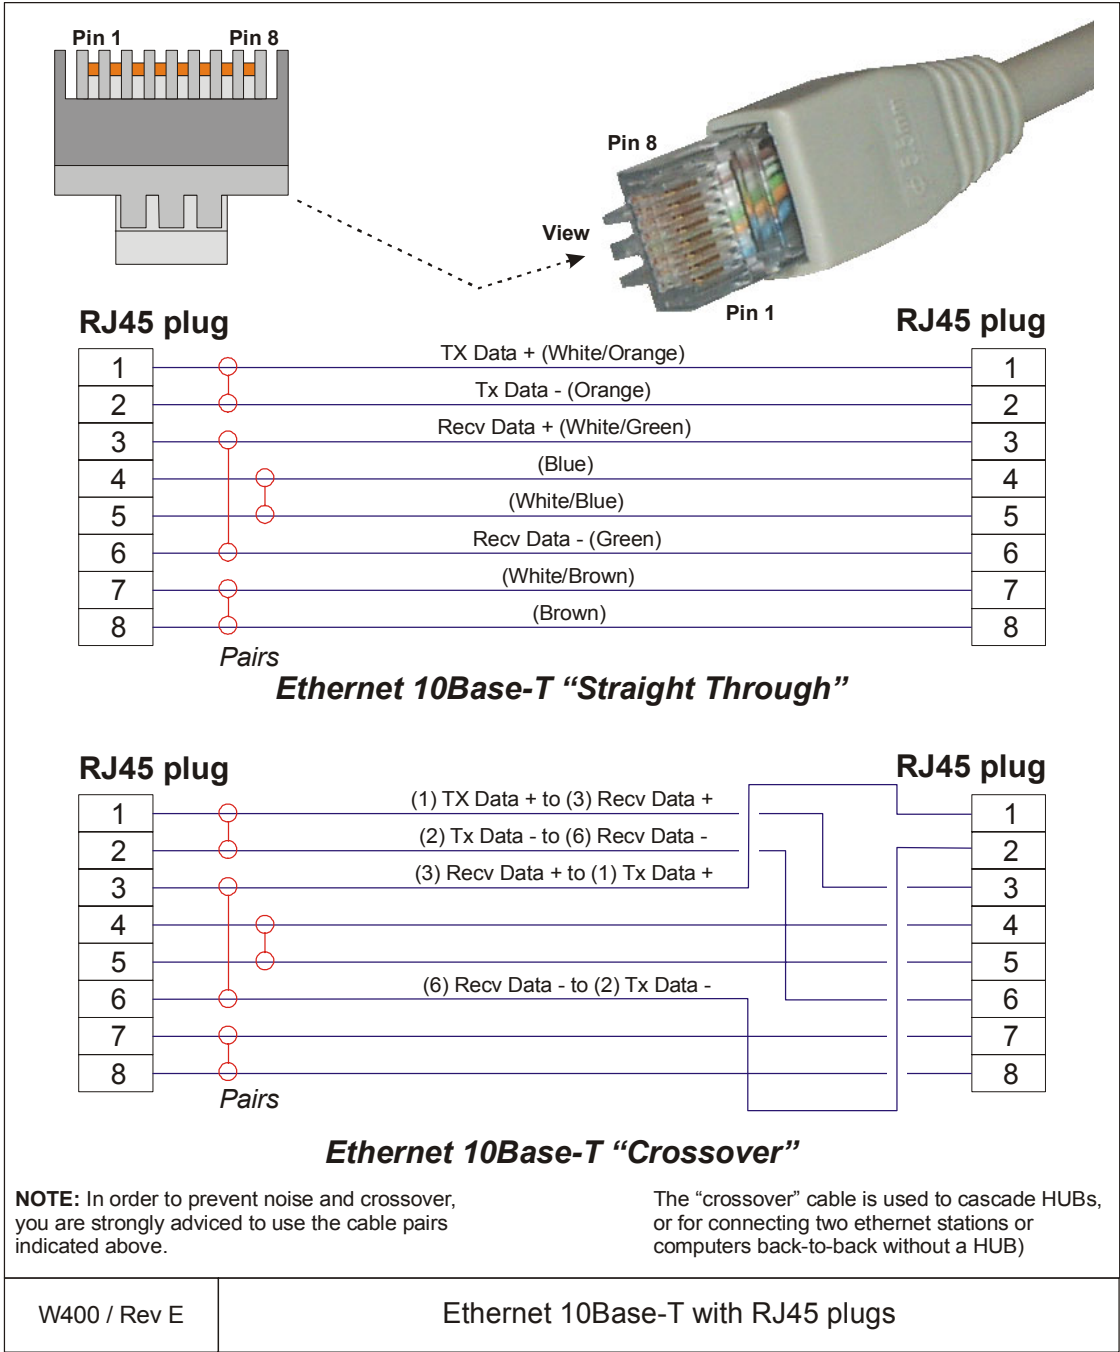 Pin 1
Pin 8
Pin 8
View
Pin 1
RJ45 plug
RJ45 plug
1 TX Data + (White/Orange) 1
2 Tx Data - (Orange) 2
3 Recv Data + (White/Green) 3
4 (Blue) 4
5 (White/Blue) 5
6 Recv Data - (Green) 6
7 (White/Brown) 7
8 (Brown) 8
Pairs
Ethernet 10Base-T “Straight Through”
RJ45 plug
RJ45 plug
1 (1) TX Data + to (3) Recv Data + 1
2 (2) Tx Data - to (6) Recv Data - 2
3 (3) Recv Data + to (1) Tx Data + 3
4 4
5 5
6 (6) Recv Data - to (2) Tx Data - 6
7 7
8 8
Pairs
Ethernet 10Base-T “Crossover”
NOTE: In order to prevent noise and crossover,
you are strongly adviced to use the cable pairs
indicated above.
The “crossover” cable is used to cascade HUBs,
or for connecting two ethernet stations or
computers back-to-back without a HUB)
W400 / Rev E
Ethernet 10Base-T with RJ45 plugs